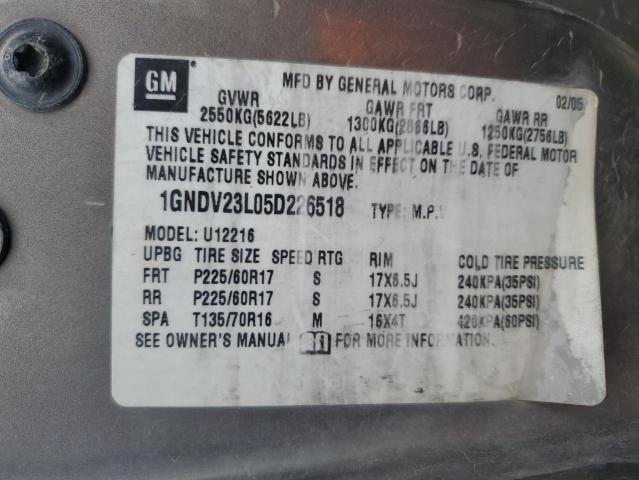 GM
MFD BY GENERAL MOTORS CORP. 02/05
GVWR GAWR FRT GAWR RR
2550KG(5622LB) 1300KG(2866LB) 1250KG(2756LB)
THIS VEHICLE CONFORMS TO ALL APPLICABLE U.S. FEDERAL MOTOR
VEHICLE SAFETY STANDARDS IN EFFECT ON THE DATE OF
MANUFACTURE SHOWN ABOVE.
1GNDV23L05D226518 TYPE: M.P.V
MODEL: U12216
UPBG TIRE SIZE SPEED RTG RIM COLD TIRE PRESSURE
FRT P225/60R17 S 17X6.5J 240KPA(35PSI)
RR P225/60R17 S 17X6.5J 240KPA(35PSI)
SPA T135/70R16 M 16X4T 420KPA(60PSI)
SEE OWNER'S MANUAL FOR MORE INFORMATION.